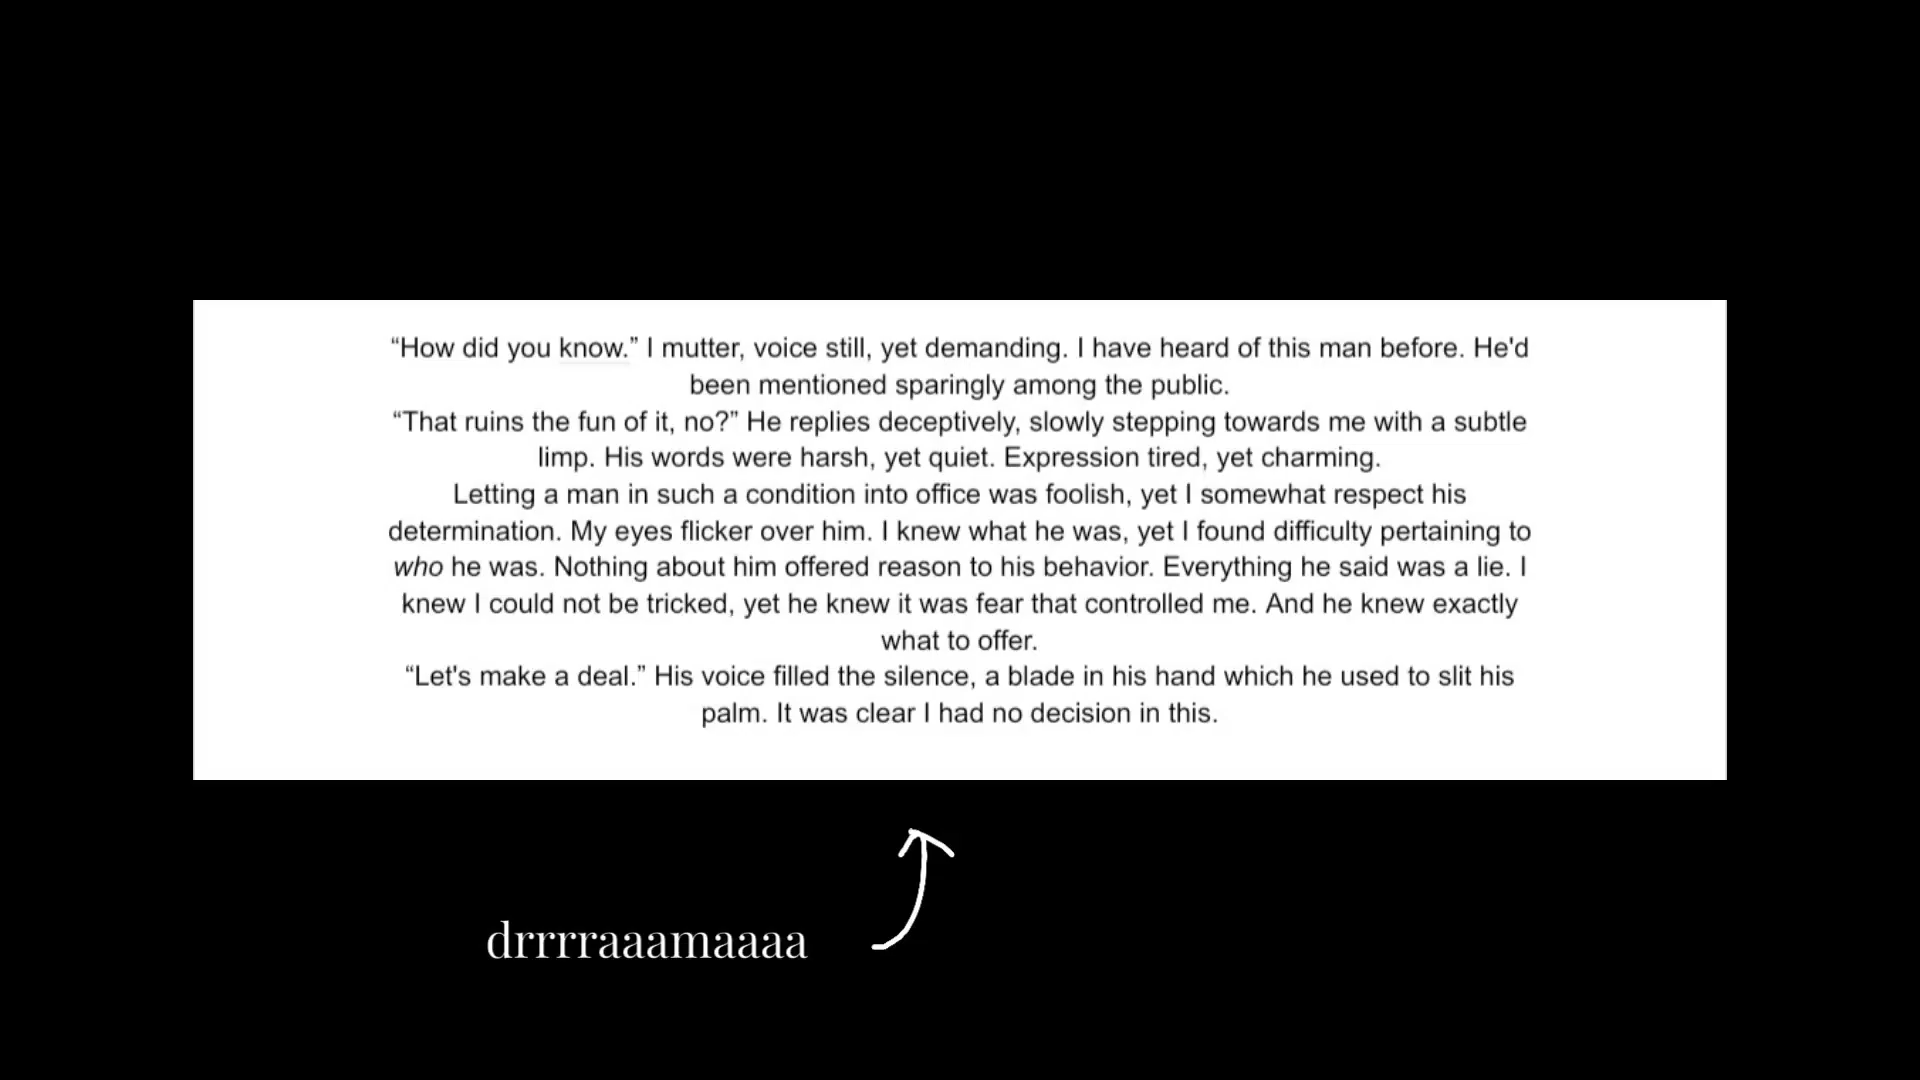 “How did you know.” I mutter, voice still, yet demanding. I have heard of this man before. He'd
been mentioned sparingly among the public.
“That ruins the fun of it, no?” He replies deceptively, slowly stepping towards me with a subtle
limp. His words were harsh, yet quiet. Expression tired, yet charming.
Letting a man in such a condition into office was foolish, yet I somewhat respect his
determination. My eyes flicker over him. I knew what he was, yet I found difficulty pertaining to
who he was. Nothing about him offered reason to his behavior. Everything he said was a lie. I
knew I could not be tricked, yet he knew it was fear that controlled me. And he knew exactly
what to offer.
“Let's make a deal.” His voice filled the silence, a blade in his hand which he used to slit his
palm. It was clear I had no decision in this.
drrrraaamaaaa